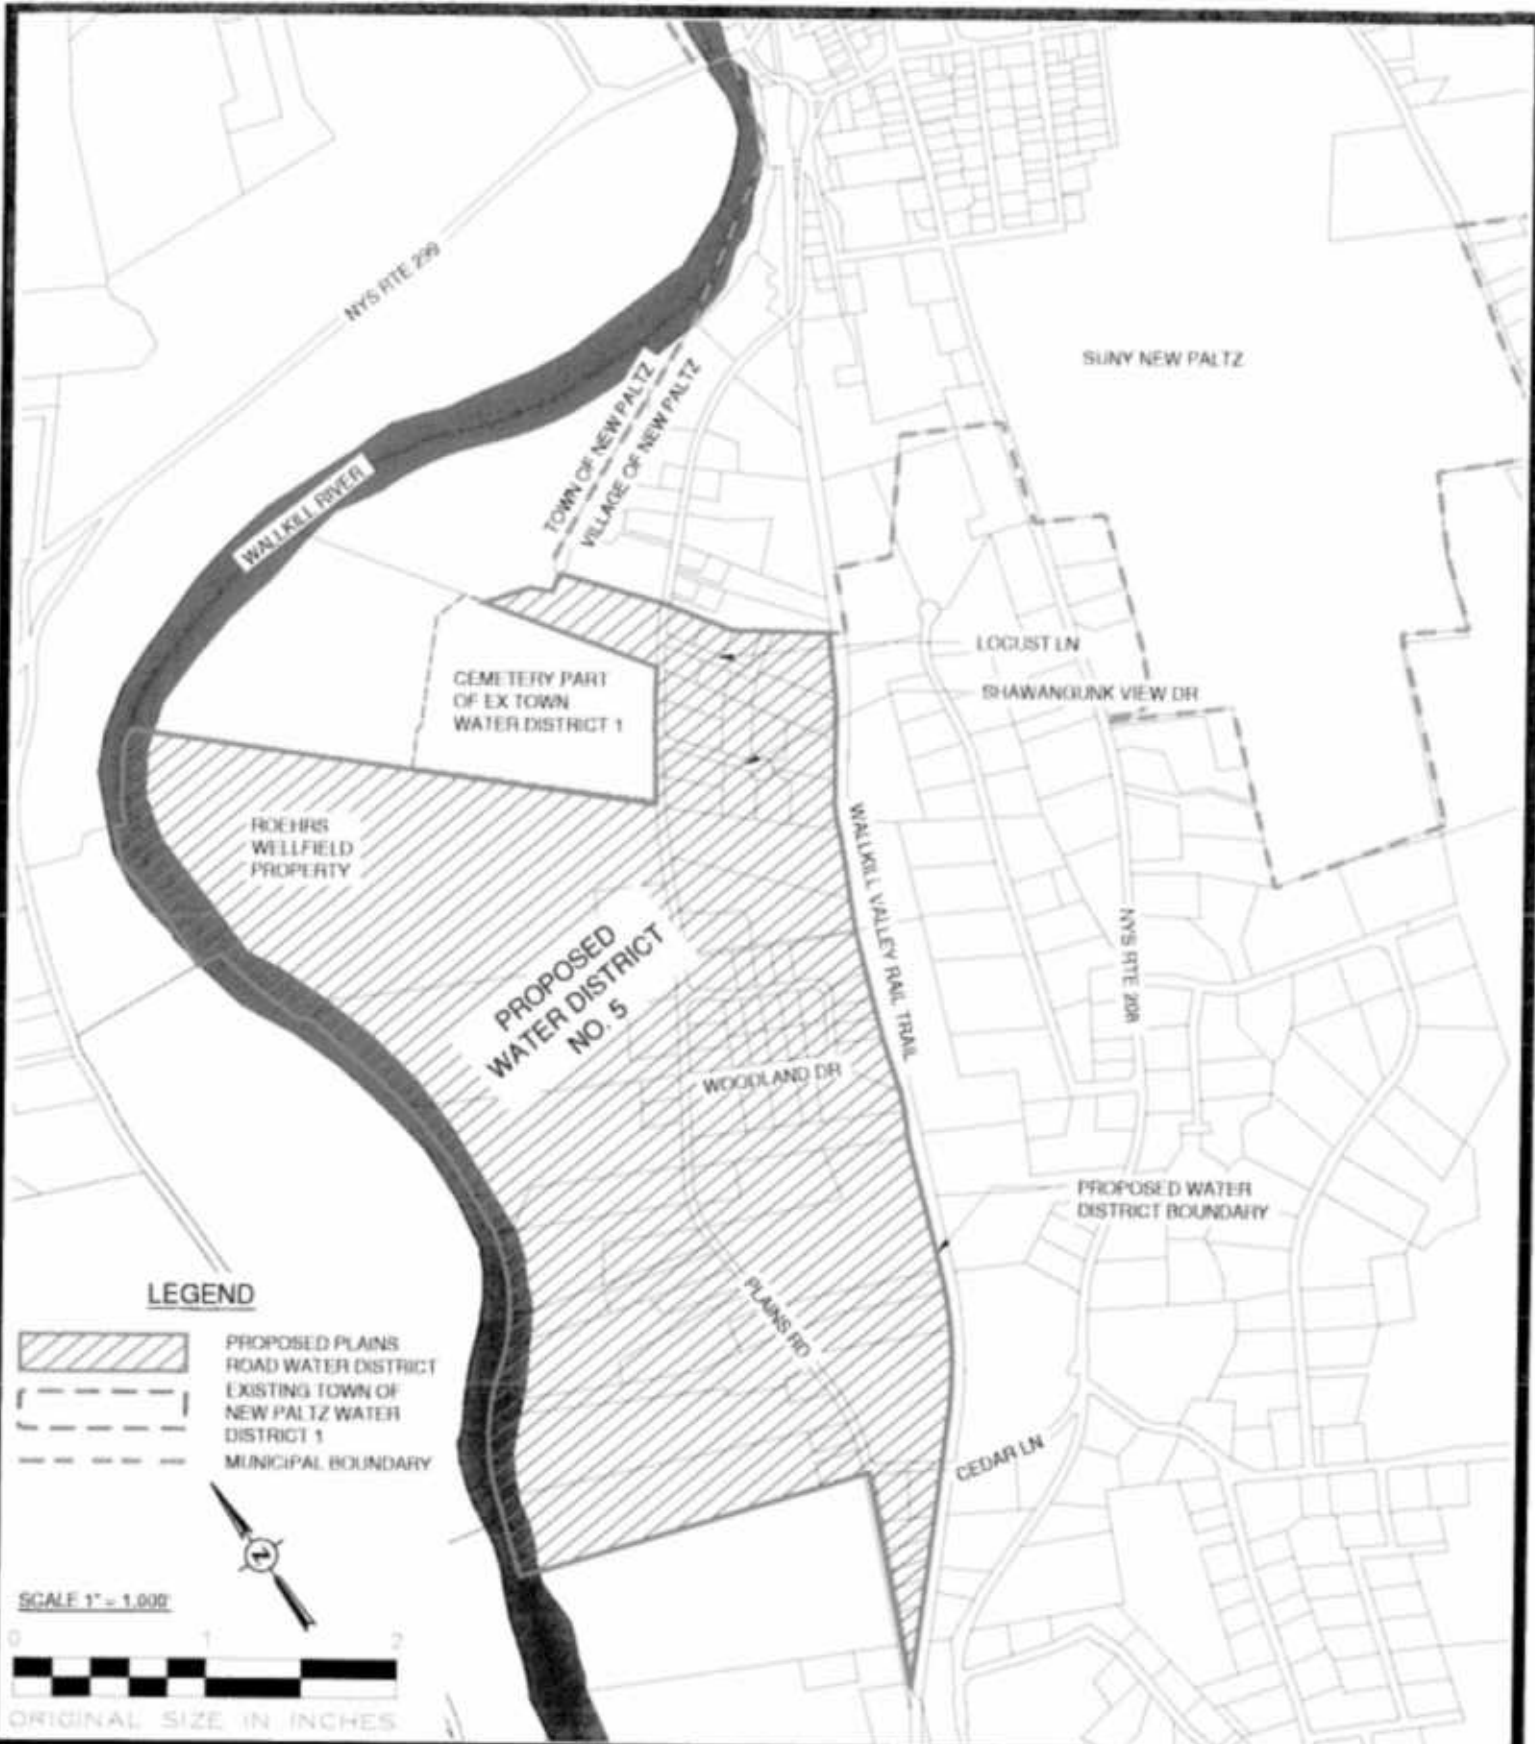 NYS RTE 299
SUNY NEW PALTZ
TOWN OF NEW PALTZ
VILLAGE OF NEW PALTZ
WALLKILL RIVER
LOCUST LN
SHAWANGUNK VIEW DR
CEMETERY PART
OF EX TOWN
WATER DISTRICT 1
ROEHRS
WELLFIELD
PROPERTY
WALLKILL VALLEY RAIL TRAIL
NYS RTE 208
PROPOSED
WATER DISTRICT
NO. 5
WOODLAND DR
PROPOSED WATER
DISTRICT BOUNDARY
PLAINS RD
CEDAR LN
LEGEND
PROPOSED PLAINS
ROAD WATER DISTRICT
EXISTING TOWN OF
NEW PALTZ WATER
DISTRICT 1
MUNICIPAL BOUNDARY
Z
SCALE 1" = 1,000'
0 1 2
ORIGINAL SIZE IN INCHES